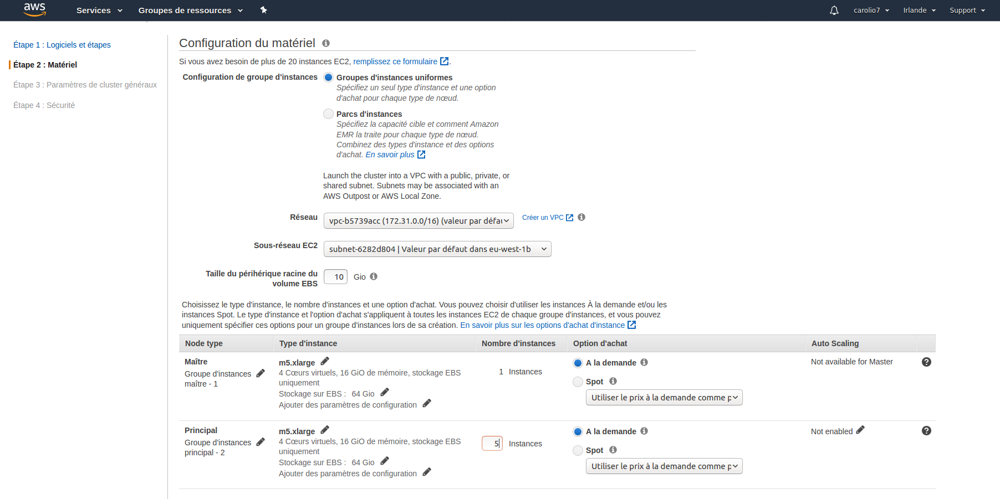 aws
Services
Groupes de ressources
carolio7
Irlande
Support
Étape 1 : Logiciels et étapes
Étape 2 : Matériel
Étape 3 : Paramètres de cluster généraux
Étape 4 : Sécurité
Configuration du matériel
Si vous avez besoin de plus de 20 instances EC2, remplissez ce formulaire.
Configuration de groupe d'instances
Groupes d'instances uniformes
Spécifiez un seul type d'instance et une option
d'achat pour chaque type de nœud.
Parcs d'instances
Spécifiez la capacité cible et comment Amazon
EMR la traite pour chaque type de nœud.
Combinez des types d'instance et des options
d'achat. En savoir plus
Launch the cluster into a VPC with a public, private, or
shared subnet. Subnets may be associated with an
AWS Outpost or AWS Local Zone.
Réseau
vpc-b5739acc (172.31.0.0/16) (valeur par défau
Créer un VPC
Sous-réseau EC2
subnet-6282d804 | Valeur par défaut dans eu-west-1b
Taille du périhérique racine du
volume EBS
10
Gio
Choisissez le type d'instance, le nombre d'instances et une option d'achat. Vous pouvez choisir d'utiliser les instances À la demande et/ou les
instances Spot. Le type d'instance et l'option d'achat s'appliquent à toutes les instances EC2 de chaque groupe d'instances, et vous pouvez
uniquement spécifier ces options pour un groupe d'instances lors de sa création. En savoir plus sur les options d'achat d'instance
Node type
Type d'instance
Nombre d'instances
Option d'achat
Auto Scaling
Maître
Groupe d'instances
maître - 1
m5.xlarge
4 Cœurs virtuels, 16 GiO de mémoire, stockage EBS
uniquement
Stockage sur EBS : 64 Gio
Ajouter des paramètres de configuration
1 Instances
A la demande
Spot
Utiliser le prix à la demande comme p
Not available for Master
Principal
Groupe d'instances
principal - 2
m5.xlarge
4 Cœurs virtuels, 16 GiO de mémoire, stockage EBS
uniquement
Stockage sur EBS : 64 Gio
Ajouter des paramètres de configuration
5 Instances
A la demande
Spot
Utiliser le prix à la demande comme p
Not enabled